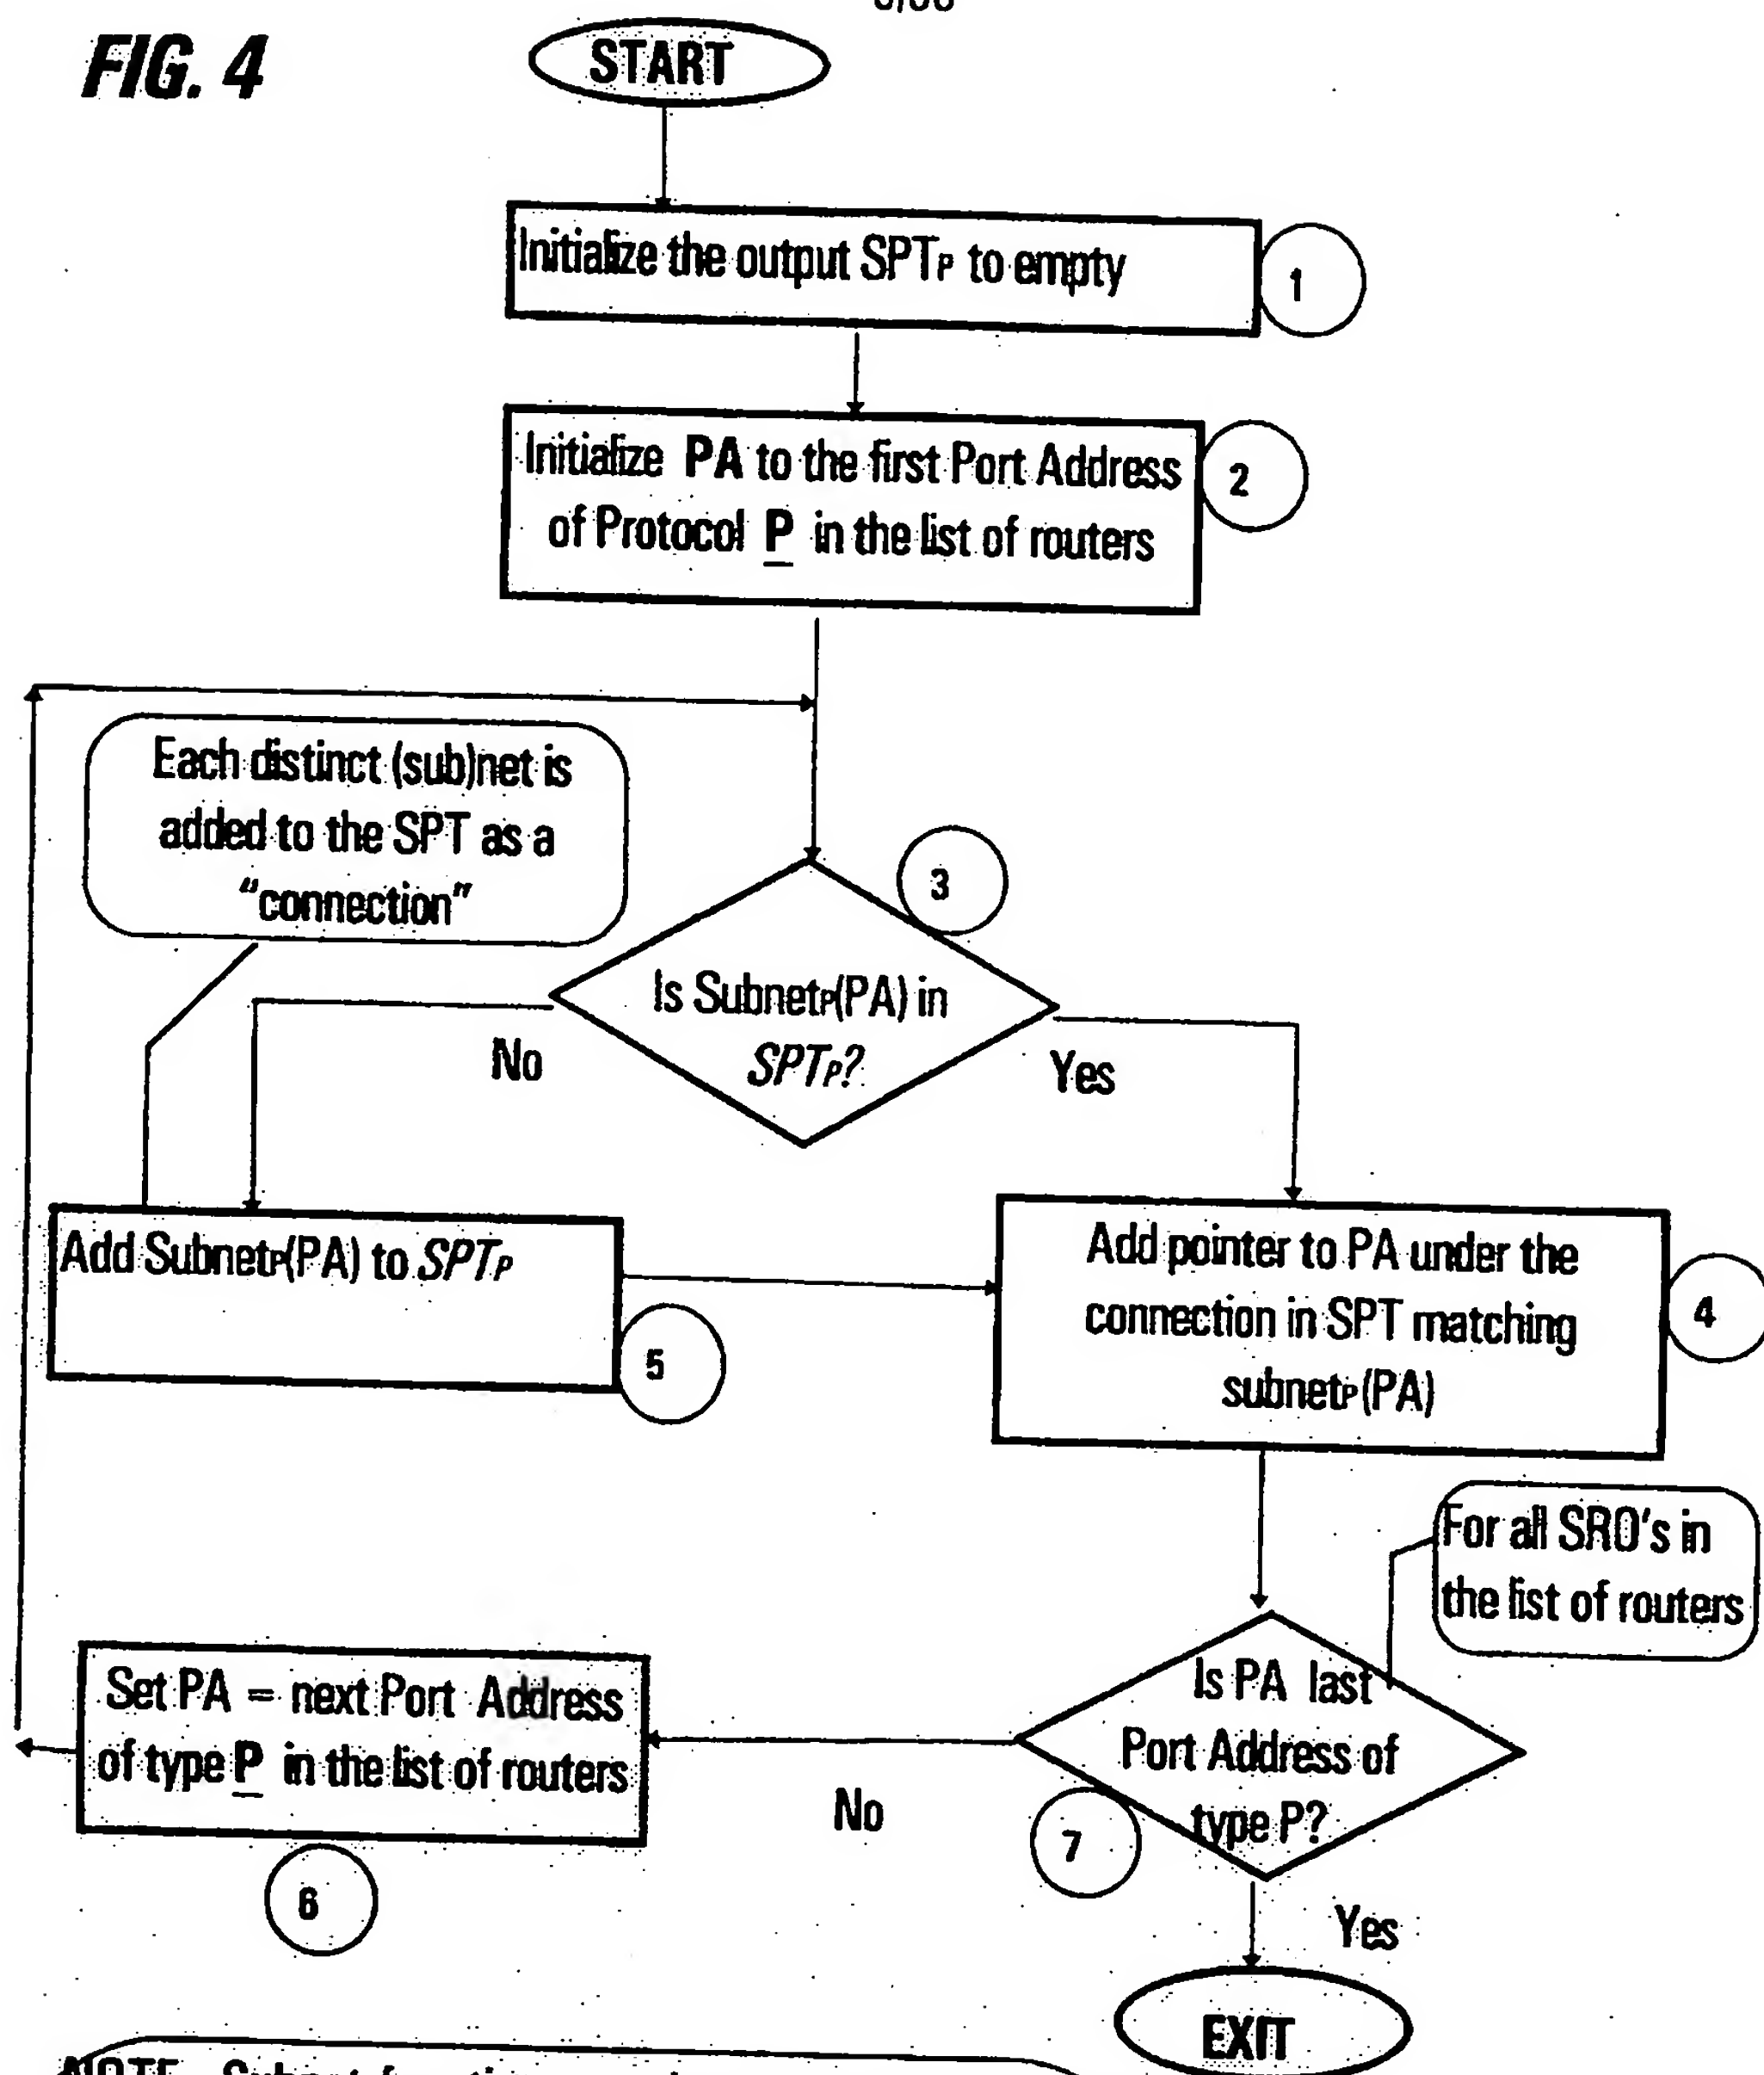 FIG. 4
START
Initialize the output SPTP to empty
1
Initialize PA to the first Port Address
of Protocol P in the list of routers
2
Each distinct (sub)net is
added to the SPT as a
"connection"
3
Is SubnetP(PA) in
SPTP?
No
Yes
Add SubnetP(PA) to SPTP
5
Add pointer to PA under the
connection in SPT matching
subnetP(PA)
4
For all SRO's in
the list of routers
Set PA = next Port Address
of type P in the list of routers
6
Is PA last
Port Address of
type P?
7
No
Yes
EXIT
NOTE Subnet